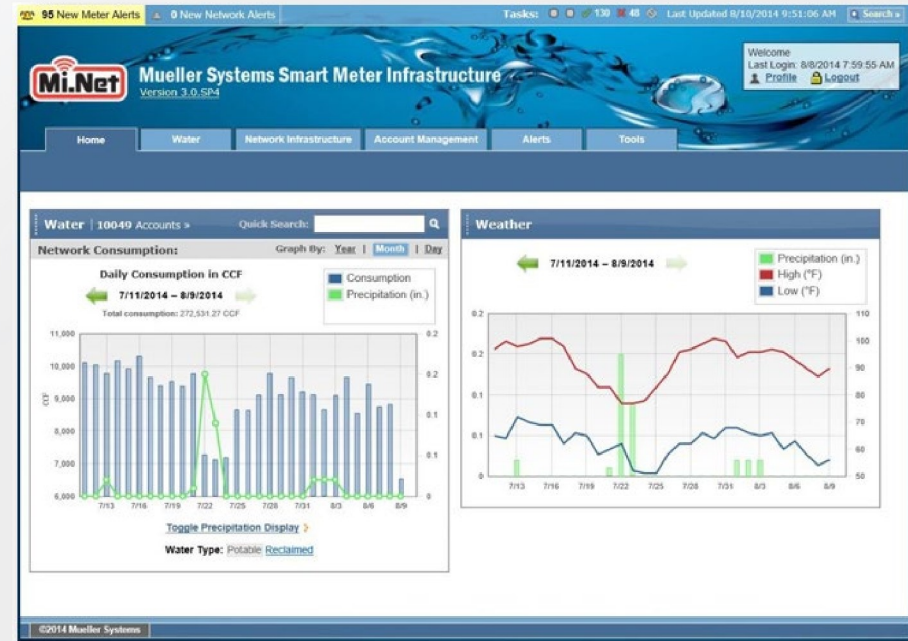 95 New Meter Alerts 0 New Network Alerts Tasks: 139 48 Last Updated 8/10/2014 9:51:06 AM Search »
Mi.Net
Mueller Systems Smart Meter Infrastructure
Version 3.0.SP4
Welcome
Last Login: 8/8/2014 7:59:55 AM
Profile Logout
Home Water Network Infrastructure Account Management Alerts Tools
Water | 10049 Accounts » Quick Search:
Network Consumption: Graph By: Year | Month | Day
Daily Consumption in CCF
7/11/2014 – 8/9/2014
Total consumption: 272,531.27 CCF
Consumption
Precipitation (in.)
11,000
10,000
9,000
8,000
7,000
6,000
CCF
0.2
0.2
0.1
0.1
0
7/13 7/16 7/19 7/22 7/25 7/28 7/31 8/3 8/6 8/9
Toggle Precipitation Display
Water Type: Potable Reclaimed
Weather
7/11/2014 – 8/9/2014
Precipitation (in.)
High (°F)
Low (°F)
0.2
0.2
0.1
0.1
0
110
100
90
80
70
60
50
7/13 7/16 7/19 7/22 7/25 7/28 7/31 8/3 8/6 8/9
©2014 Mueller Systems